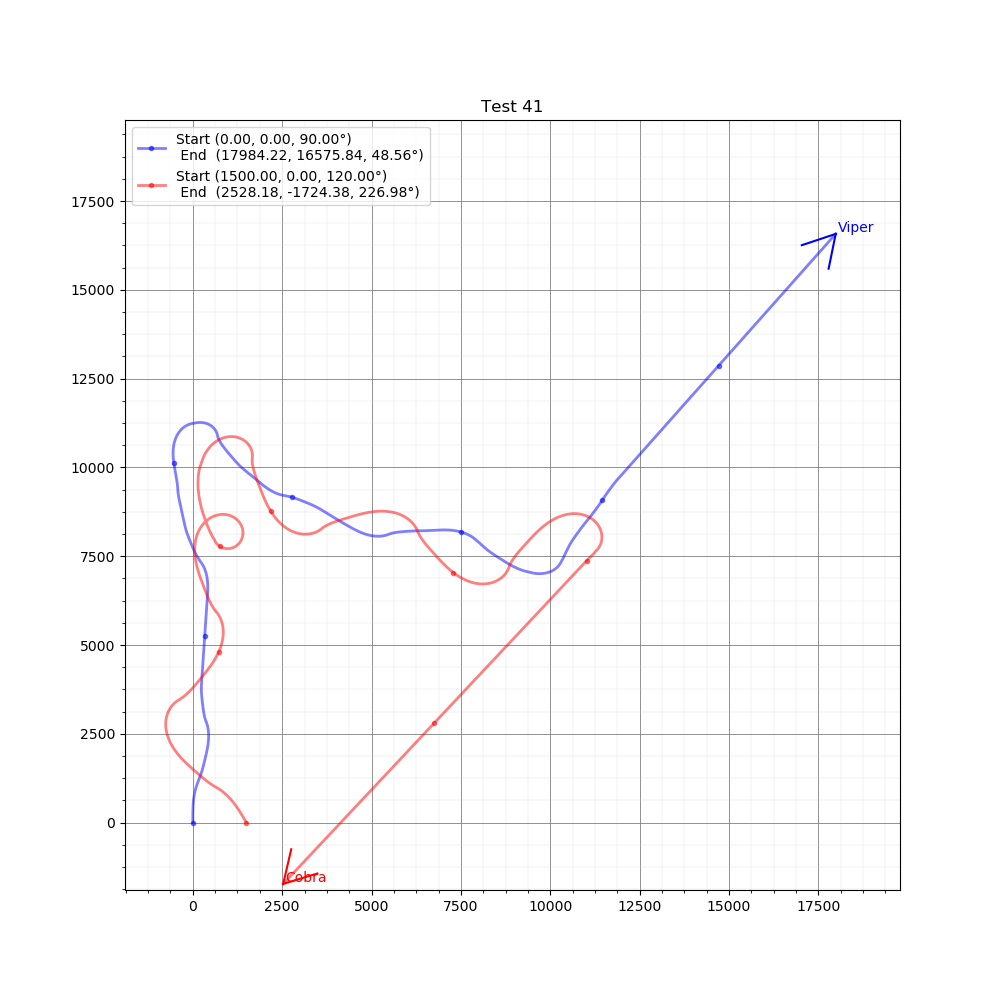 Test 41
Start (0.00, 0.00, 90.00°)
End (17984.22, 16575.84, 48.56°)
Start (1500.00, 0.00, 120.00°)
End (2528.18, -1724.38, 226.98°)
Viper
Cobra
17500
15000
12500
10000
7500
5000
2500
0
0 2500 5000 7500 10000 12500 15000 17500